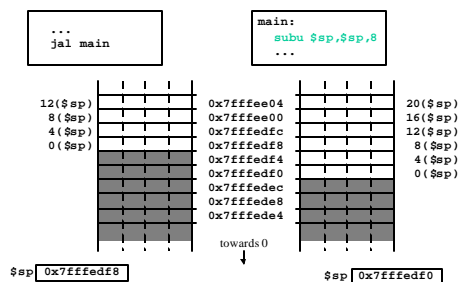 ...
jal main
main:
subu $sp,$sp,8
...
12($sp)
8($sp)
4($sp)
0($sp)
0x7fffee04
0x7fffee00
0x7fffedfc
0x7fffedf8
0x7fffedf4
0x7fffedf0
0x7fffedec
0x7fffede8
0x7fffede4
20($sp)
16($sp)
12($sp)
8($sp)
4($sp)
0($sp)
towards 0
$sp 0x7fffedf8
$sp 0x7fffedf0